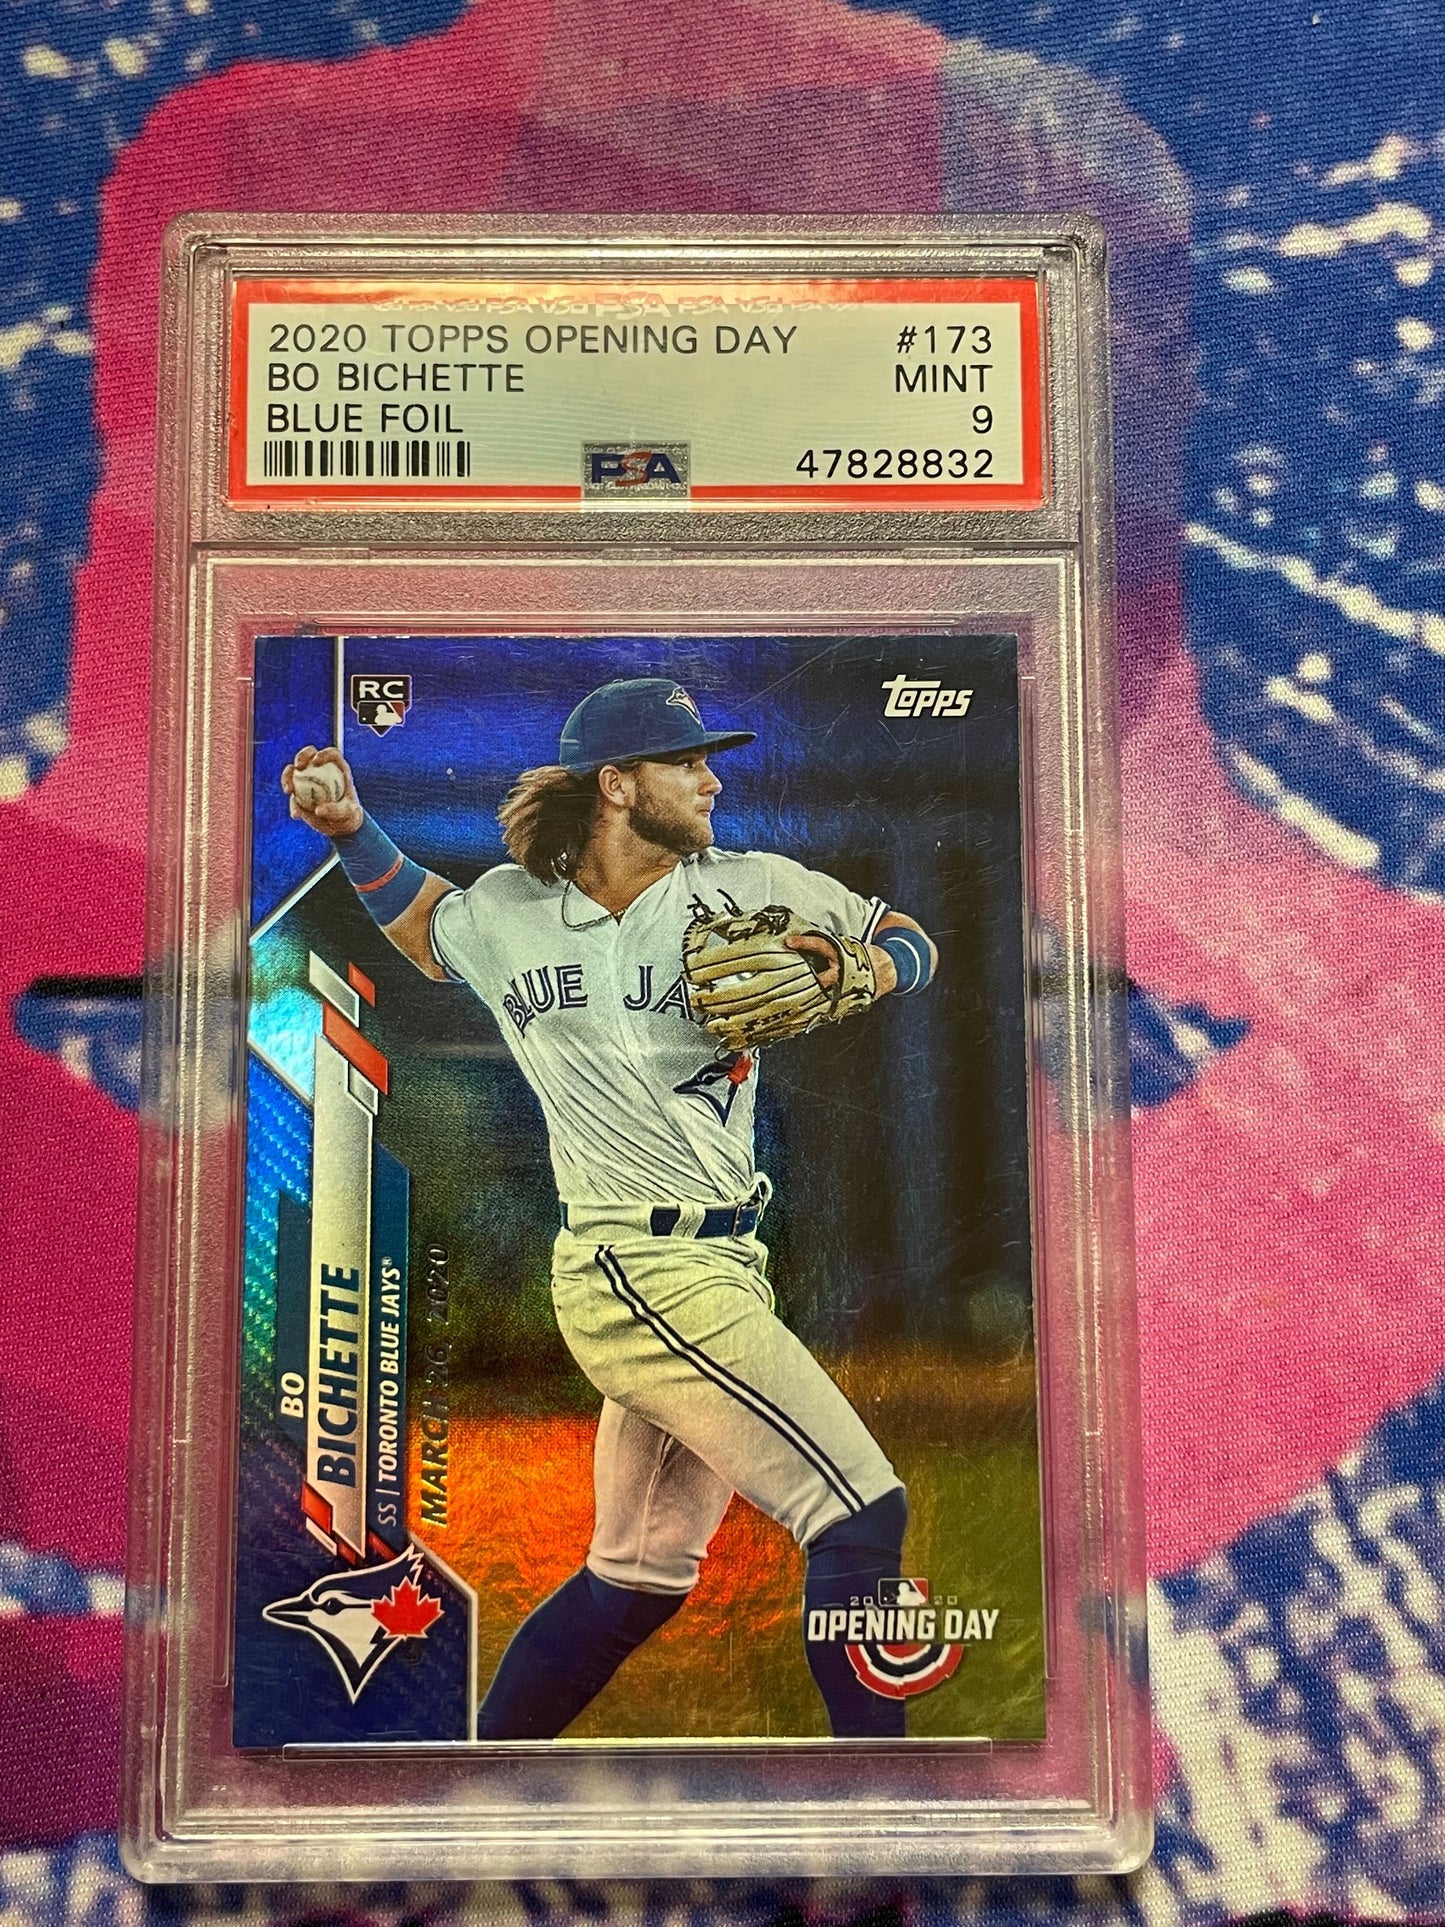 2020 TOPPS OPENING DAY #173
BO BICHETTE MINT
BLUE FOIL 9
PSA 47828832
RC
TOPPS
BLUE JA
BO
BICHETTE
SS | TORONTO BLUE JAYS®
MARCH 26, 2020
2020
OPENING DAY